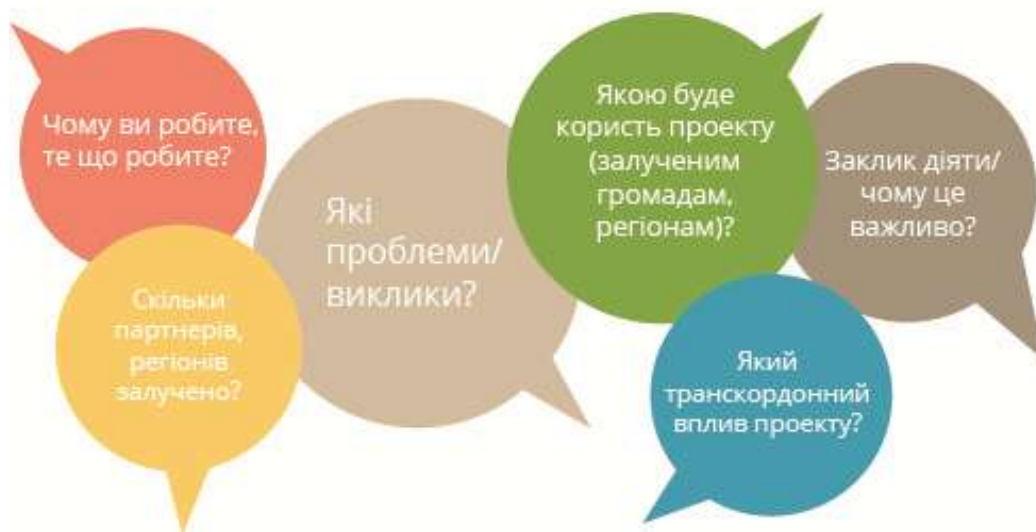 Чому ви робите,
те що робите?
Скільки
партнерів,
регіонів
залучено?
Які
проблеми/
виклики?
Якою буде
користь проекту
(залученим
громадам,
регіонам)?
Який
транскордонний
вплив проекту?
Заклик діяти/
чому це
важливо?